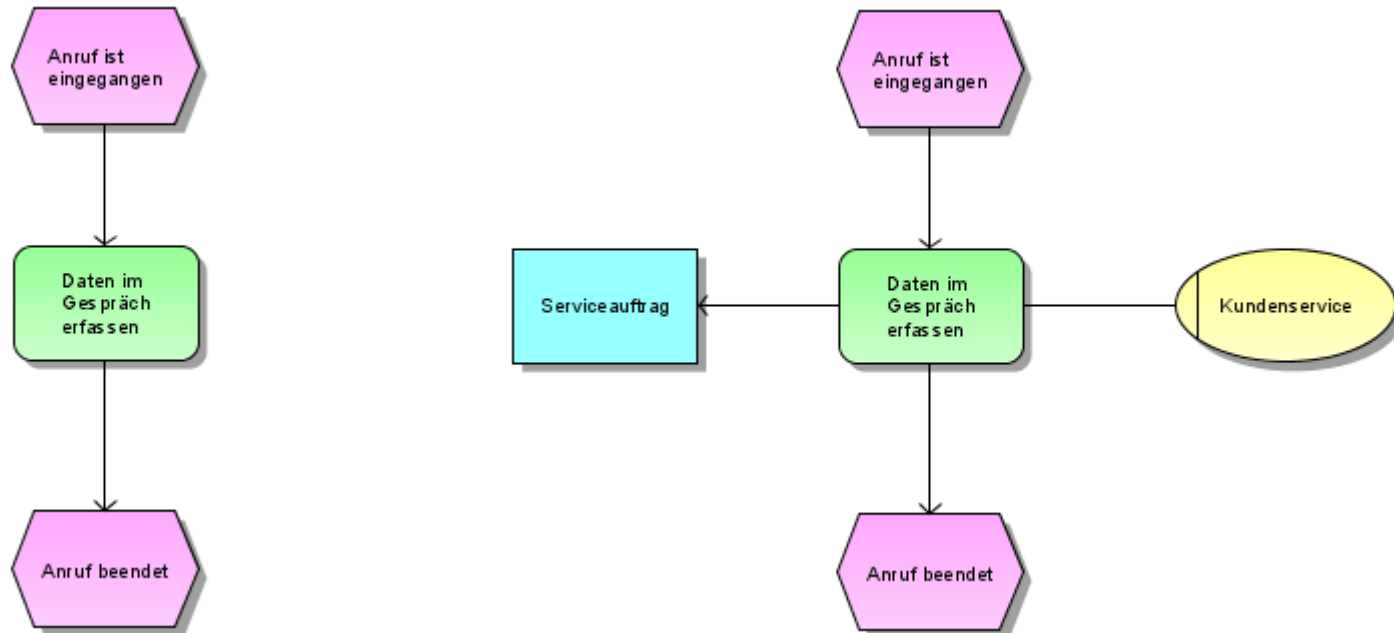 Anruf ist
eingegangen
Daten im
Gespräch
erfassen
Anruf beendet
Anruf ist
eingegangen
Serviceauftrag
Daten im
Gespräch
erfassen
Kundenservice
Anruf beendet